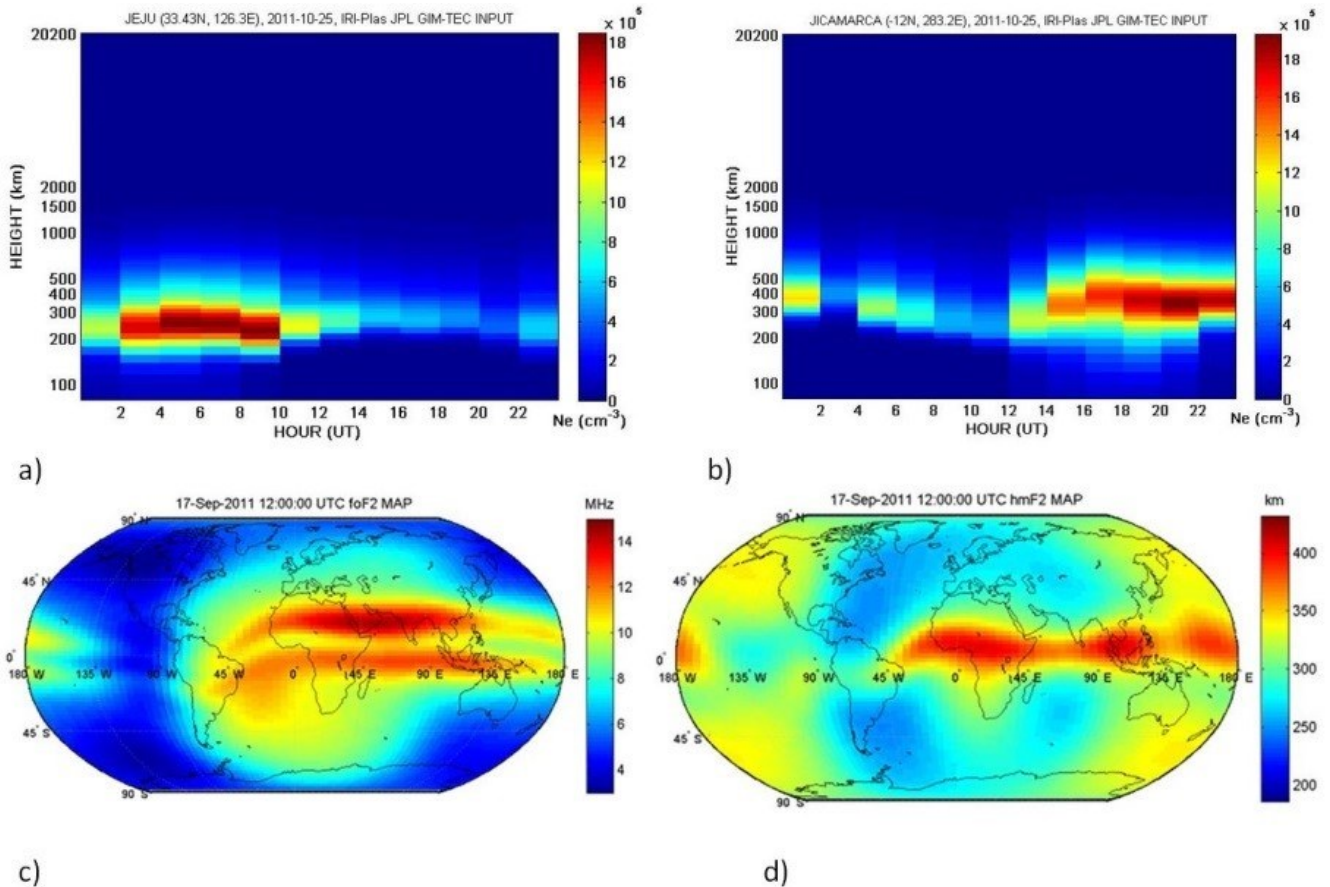 JEJU (33.43N, 126.3E), 2011-10-25, IRI-Plas JPL GIM-TEC INPUT
x 10^5
20200
2000
1500
1000
500
400
300
200
100
HEIGHT (km)
2 4 6 8 10 12 14 16 18 20 22
HOUR (UT)
18
16
14
12
10
8
6
4
2
0
Ne (cm^-3)
a)
JICAMARCA (-12N, 283.2E), 2011-10-25, IRI-Plas JPL GIM-TEC INPUT
x 10^5
20200
2000
1500
1000
500
400
300
200
100
HEIGHT (km)
2 4 6 8 10 12 14 16 18 20 22
HOUR (UT)
18
16
14
12
10
8
6
4
2
0
Ne (cm^-3)
b)
17-Sep-2011 12:00:00 UTC foF2 MAP
MHz
90° N
45° N
0°
180° W 135° W 90° W 45° W 0° 45° E 90° E 135° E 180° E
45° S
90° S
14
12
10
8
6
4
c)
17-Sep-2011 12:00:00 UTC hmF2 MAP
km
90° N
45° N
0°
180° W 135° W 90° W 45° W 0° 45° E 90° E 135° E 180° E
45° S
90° S
400
350
300
250
200
d)